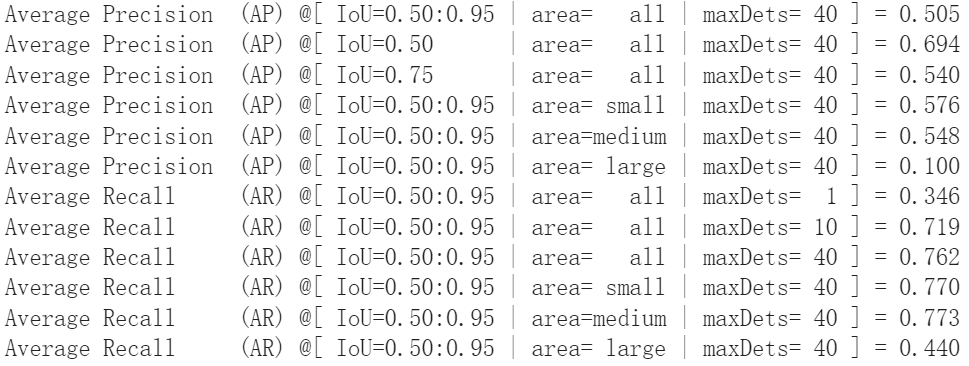 Average Precision  (AP) @[ IoU=0.50:0.95 | area=   all | maxDets= 40 ] = 0.505
Average Precision  (AP) @[ IoU=0.50      | area=   all | maxDets= 40 ] = 0.694
Average Precision  (AP) @[ IoU=0.75      | area=   all | maxDets= 40 ] = 0.540
Average Precision  (AP) @[ IoU=0.50:0.95 | area= small | maxDets= 40 ] = 0.576
Average Precision  (AP) @[ IoU=0.50:0.95 | area=medium | maxDets= 40 ] = 0.548
Average Precision  (AP) @[ IoU=0.50:0.95 | area= large | maxDets= 40 ] = 0.100
Average Recall     (AR) @[ IoU=0.50:0.95 | area=   all | maxDets=  1 ] = 0.346
Average Recall     (AR) @[ IoU=0.50:0.95 | area=   all | maxDets= 10 ] = 0.719
Average Recall     (AR) @[ IoU=0.50:0.95 | area=   all | maxDets= 40 ] = 0.762
Average Recall     (AR) @[ IoU=0.50:0.95 | area= small | maxDets= 40 ] = 0.770
Average Recall     (AR) @[ IoU=0.50:0.95 | area=medium | maxDets= 40 ] = 0.773
Average Recall     (AR) @[ IoU=0.50:0.95 | area= large | maxDets= 40 ] = 0.440